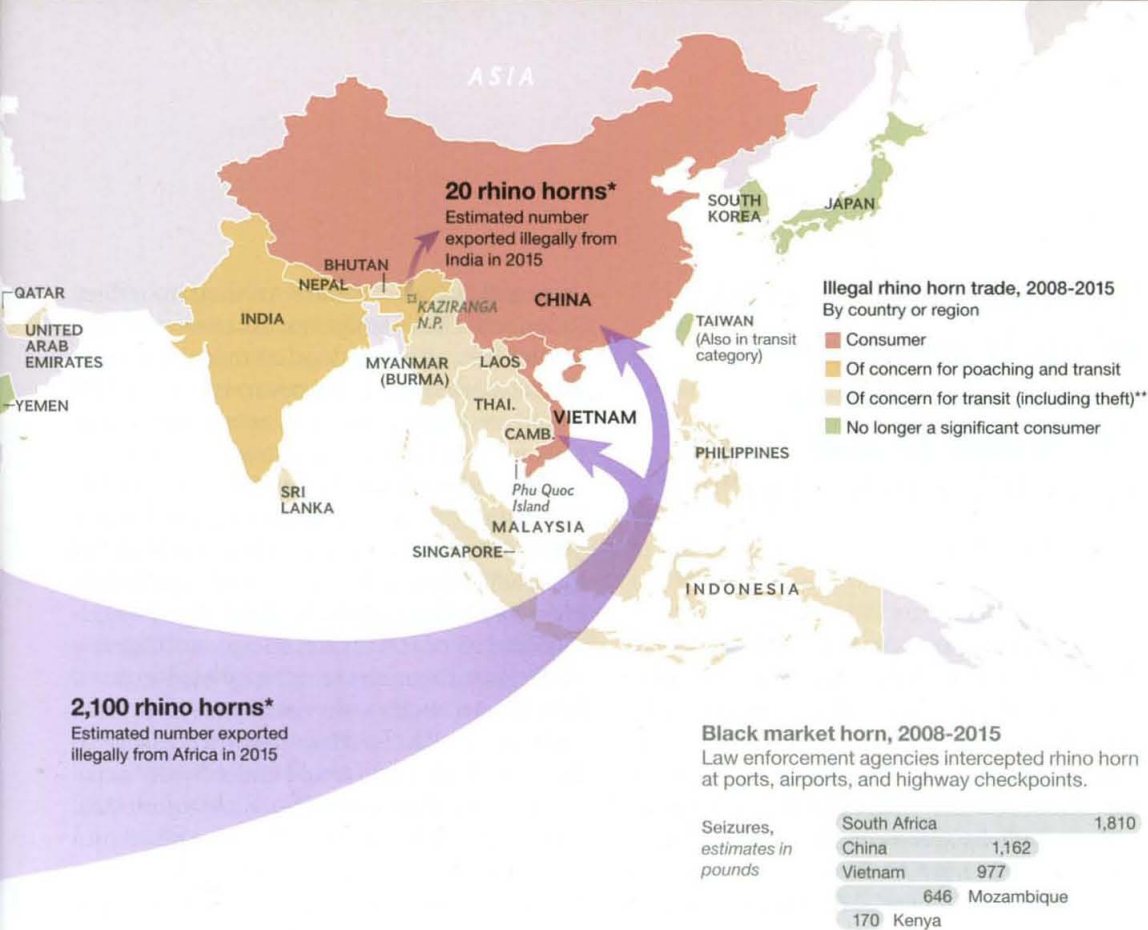 ASIA
20 rhino horns*
Estimated number
exported illegally from
India in 2015
SOUTH
KOREA
JAPAN
BHUTAN
NEPAL
QATAR
INDIA
KAZIRANGA
N.P.
CHINA
UNITED
ARAB
EMIRATES
YEMEN
MYANMAR
(BURMA)
LAOS
TAIWAN
(Also in transit
category)
THAI.
VIETNAM
CAMB.
PHILIPPINES
Phu Quoc
Island
SRI
LANKA
MALAYSIA
SINGAPORE
INDONESIA
Illegal rhino horn trade, 2008-2015
By country or region
Consumer
Of concern for poaching and transit
Of concern for transit (including theft)**
No longer a significant consumer
2,100 rhino horns*
Estimated number exported
illegally from Africa in 2015
Black market horn, 2008-2015
Law enforcement agencies intercepted rhino horn
at ports, airports, and highway checkpoints.
Seizures,
estimates in
pounds
South Africa 1,810
China 1,162
Vietnam 977
646 Mozambique
170 Kenya